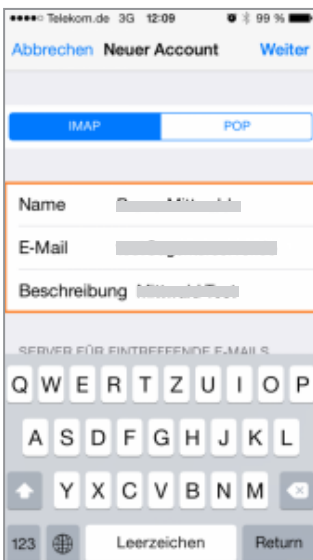 Telekom.de 3G 12:09 99 %
Abbrechen Neuer Account Weiter
IMAP POP
Name
E-Mail
Beschreibung
SERVER FÜR EINTREFFENDE E-MAILS
Q W E R T Z U I O P
A S D F G H J K L
Y X C V B N M
123 Leerzeichen Return